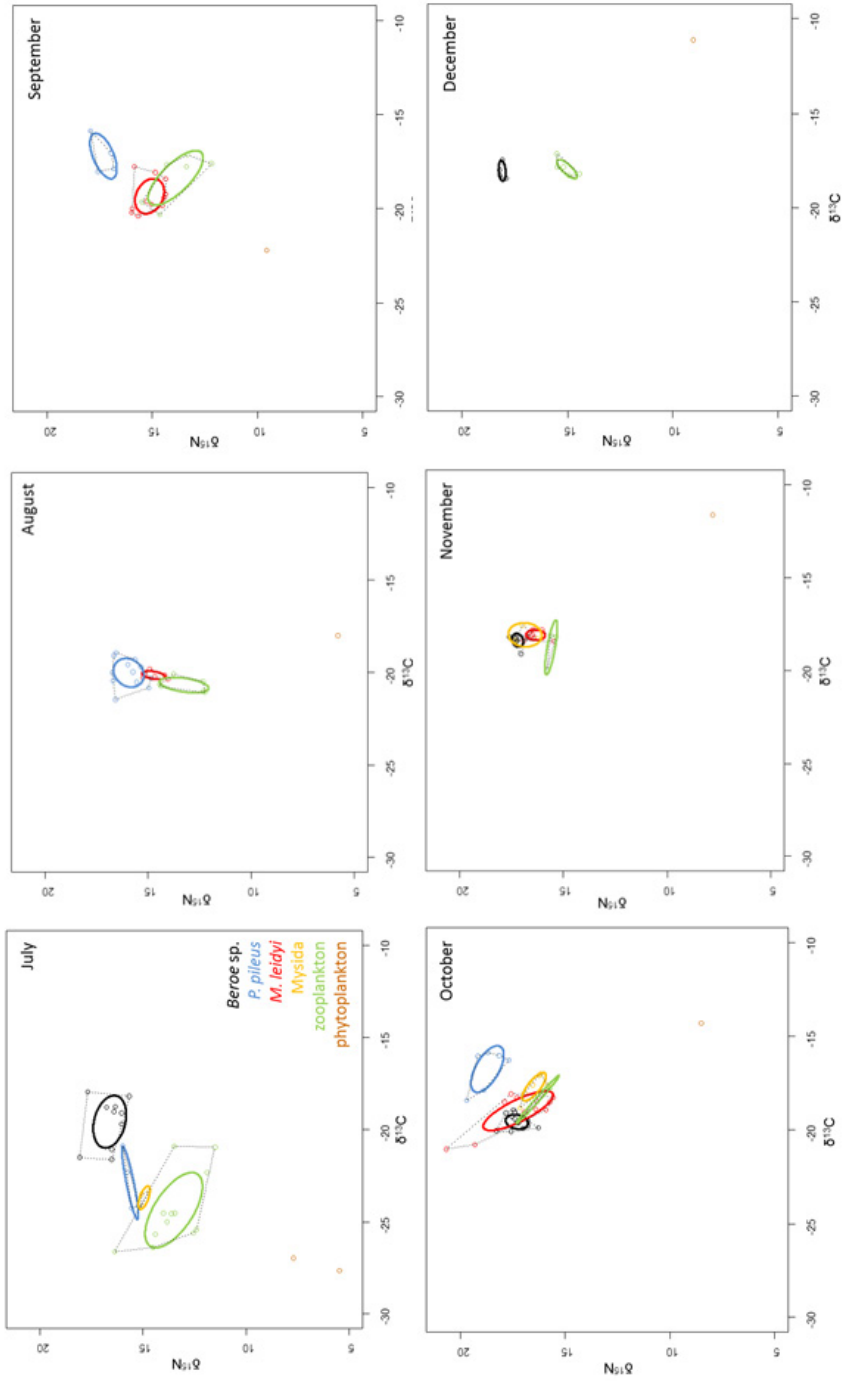 July
Beroe sp.
P. pileus
M. leidyi
Mysida
zooplankton
phytoplankton
20
15
10
5
δ¹⁵N
-30 -25 -20 -15 -10
δ¹³C
August
20
15
10
5
δ¹⁵N
-30 -25 -20 -15 -10
δ¹³C
September
20
15
10
5
δ¹⁵N
-30 -25 -20 -15 -10
October
20
15
10
5
δ¹⁵N
-30 -25 -20 -15 -10
δ¹³C
November
20
15
10
5
δ¹⁵N
-30 -25 -20 -15 -10
δ¹³C
December
20
15
10
5
δ¹⁵N
-30 -25 -20 -15 -10
δ¹³C